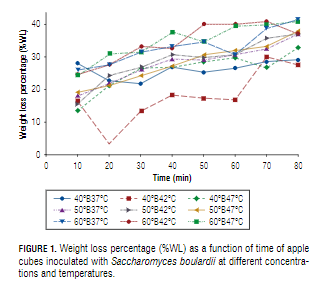 Weight loss percentage (%WL)
40
30
20
10
0
0 10 20 30 40 50 60 70 80
Time (min)
40°B37°C 40°B42°C 40°B47°C
50°B37°C 50°B42°C 50°B47°C
60°B37°C 60°B42°C 60°B47°C
FIGURE 1. Weight loss percentage (%WL) as a function of time of apple
cubes inoculated with Saccharomyces boulardii at different concentra-
tions and temperatures.